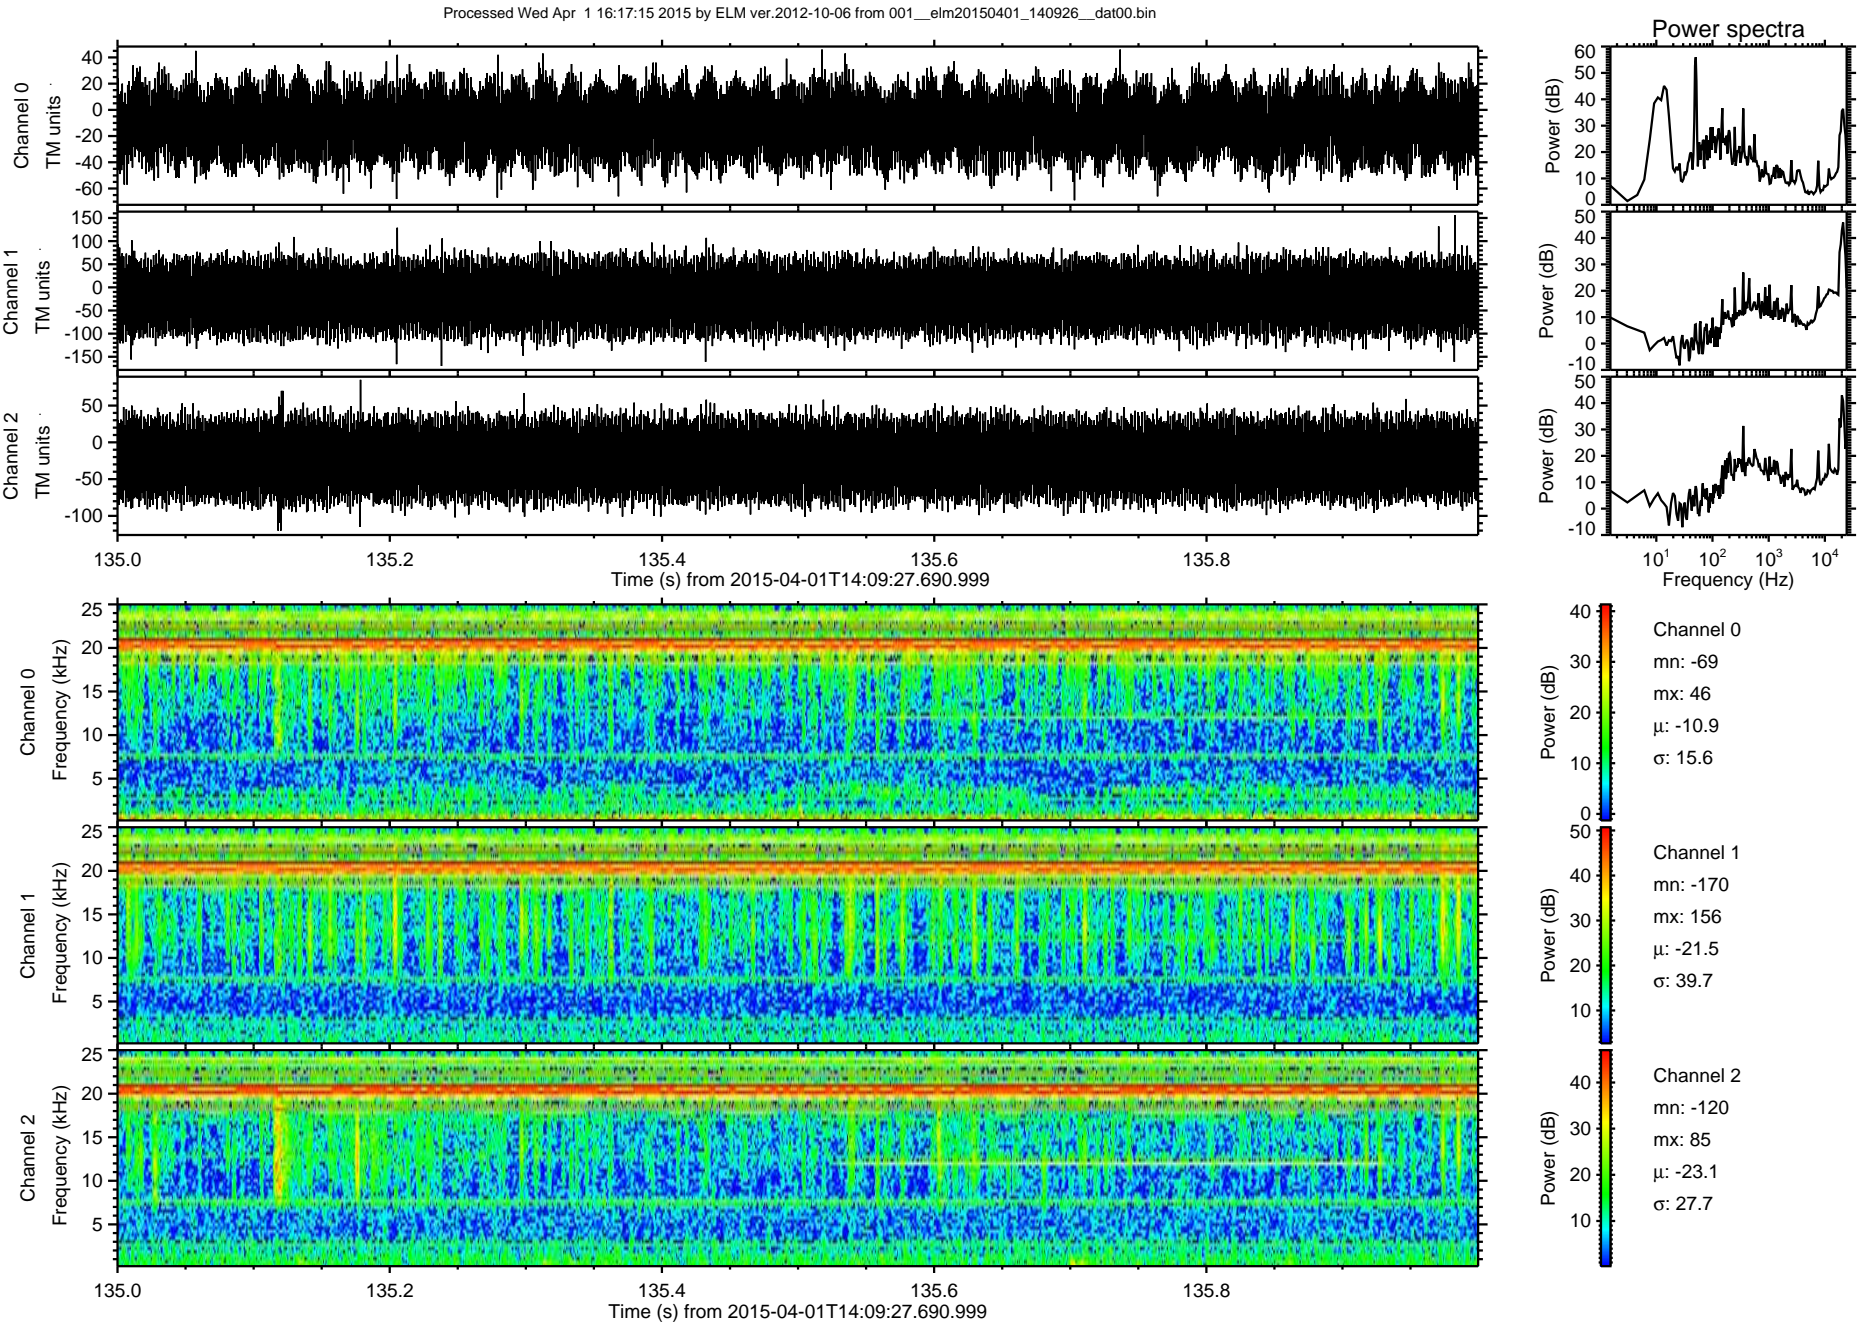 Processed Wed Apr  1 16:17:15 2015 by ELM ver.2012-10-06 from 001__elm20150401_140926__dat00.bin
Power spectra
Channel 0
TM units
40
20
0
-20
-40
-60
Power (dB)
60
50
40
30
20
10
0
Channel 1
TM units
150
100
50
0
-50
-100
-150
Power (dB)
50
40
30
20
10
0
-10
Channel 2
TM units
50
0
-50
-100
Power (dB)
50
40
30
20
10
0
-10
135.0 135.2 135.4 135.6 135.8
Time (s) from 2015-04-01T14:09:27.690.999
10^1 10^2 10^3 10^4
Frequency (Hz)
Channel 0
Frequency (kHz)
25
20
15
10
5
Power (dB)
40
30
20
10
0
Channel 0
mn: -69
mx: 46
μ: -10.9
σ: 15.6
Channel 1
Frequency (kHz)
25
20
15
10
5
Power (dB)
50
40
30
20
10
Channel 1
mn: -170
mx: 156
μ: -21.5
σ: 39.7
Channel 2
Frequency (kHz)
25
20
15
10
5
Power (dB)
40
30
20
10
Channel 2
mn: -120
mx: 85
μ: -23.1
σ: 27.7
135.0 135.2 135.4 135.6 135.8
Time (s) from 2015-04-01T14:09:27.690.999